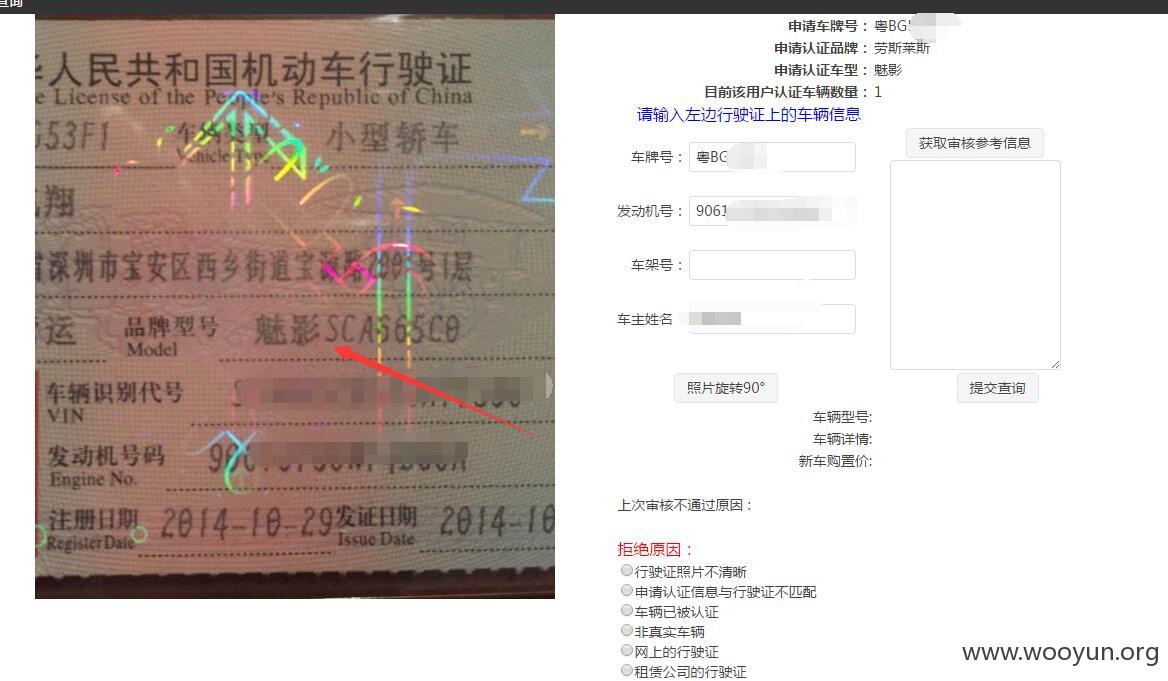 查询
华人民共和国机动车行驶证
e License of the People's Republic of China
G53F1 车辆类型 小型轿车
Vehicle Type
翔
省深圳市宝安区西乡街道宝 路 号1层
运 品牌型号 魅影SCA665C0
Model
车辆识别代号
VIN
发动机号码
Engine No.
注册日期 2014-10-29 发证日期 2014-10
Register Date Issue Date
申请车牌号： 粤BG
申请认证品牌： 劳斯莱斯
申请认证车型： 魅影
目前该用户认证车辆数量： 1
请输入左边行驶证上的车辆信息
车牌号： 粤BG
发动机号： 9061
车架号：
车主姓名
照片旋转90°
获取审核参考信息
提交查询
车辆型号:
车辆详情:
新车购置价:
上次审核不通过原因：
拒绝原因：
行驶证照片不清晰
申请认证信息与行驶证不匹配
车辆已被认证
非真实车辆
网上的行驶证
租赁公司的行驶证
www.wooyun.org